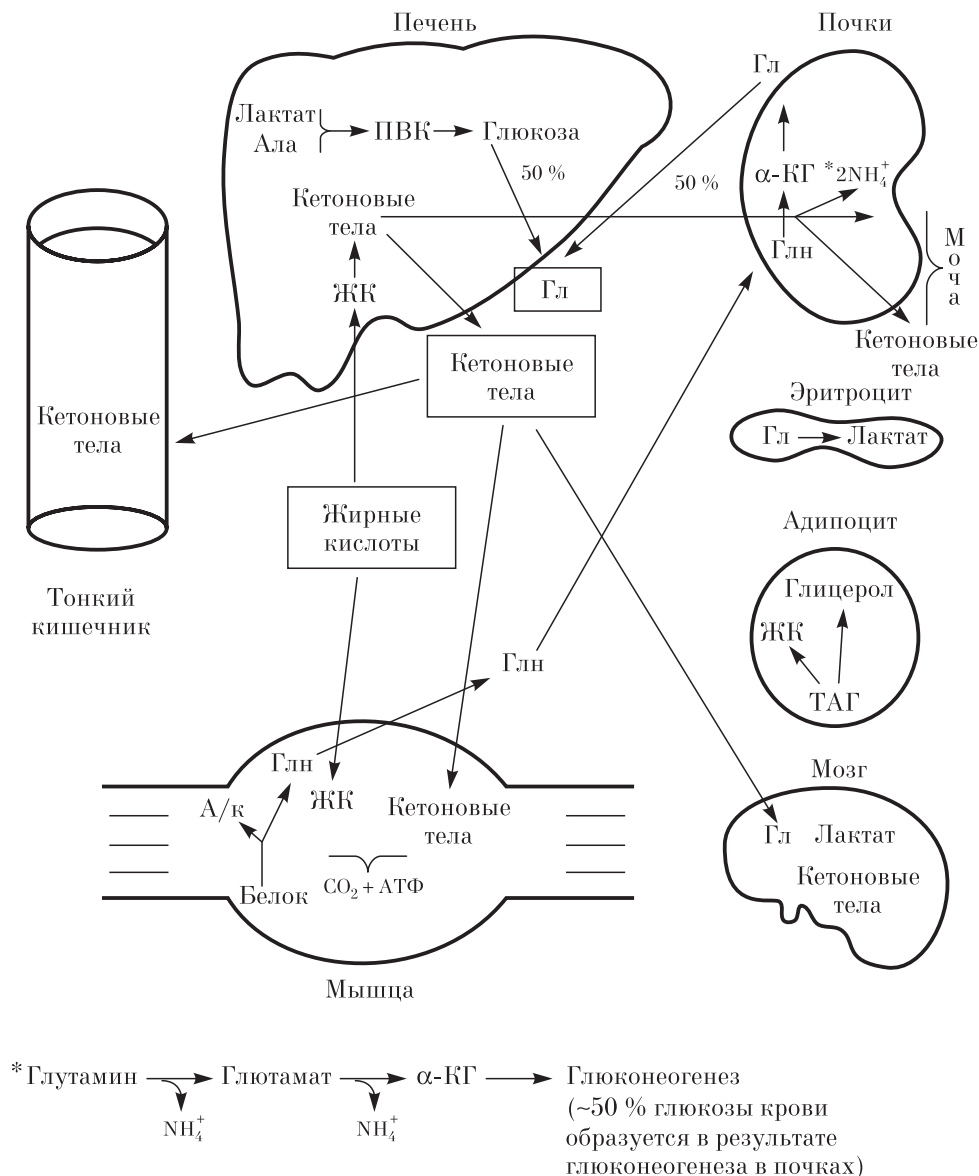 Печень
Почки
Гл
Лактат
Ала
ПВК
Глюкоза
50 %
50 %
α-КГ
*2NH₄⁺
Кетоновые
тела
Глн
Моча
ЖК
Гл
Кетоновые
тела
Кетоновые
тела
Эритроцит
Гл
Лактат
Кетоновые
тела
Жирные
кислоты
Адипоцит
Глицерол
ЖК
ТАГ
Тонкий
кишечник
Глн
Глн
ЖК
А/к
Кетоновые
тела
Белок
CO₂ + АТФ
Мышца
Мозг
Гл
Лактат
Кетоновые
тела
*Глутамин
Глютамат
α-КГ
Глюконеогенез
NH₄⁺
NH₄⁺
(~50 % глюкозы крови
образуется в результате
глюконеогенеза в почках)